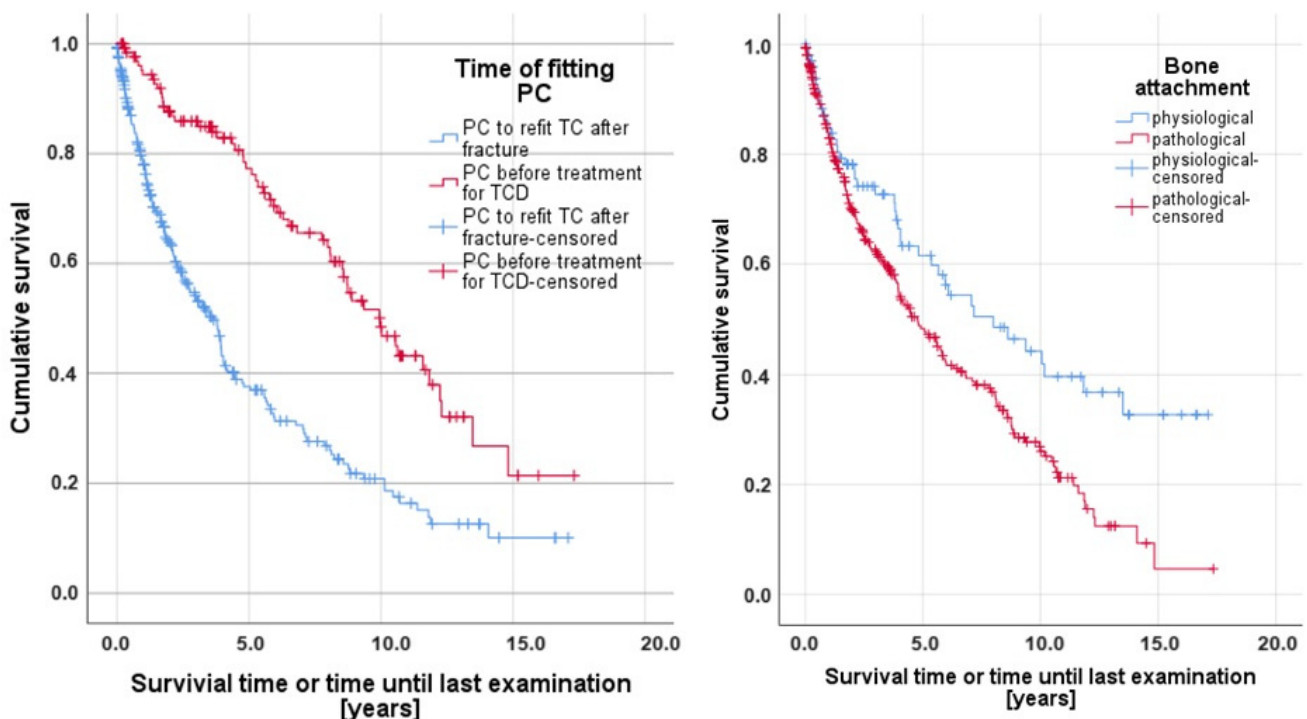 Cumulative survival
1.0
0.8
0.6
0.4
0.2
0.0
0.0
5.0
10.0
15.0
20.0
Survivial time or time until last examination
[years]
Time of fitting
PC
PC to refit TC after
fracture
PC before treatment
for TCD
PC to refit TC after
fracture-censored
PC before treatment
for TCD-censored
Cumulative survival
1.0
0.8
0.6
0.4
0.2
0.0
0.0
5.0
10.0
15.0
20.0
Survivial time or time until last examination
[years]
Bone
attachment
physiological
pathological
physiological-
censored
pathological-
censored